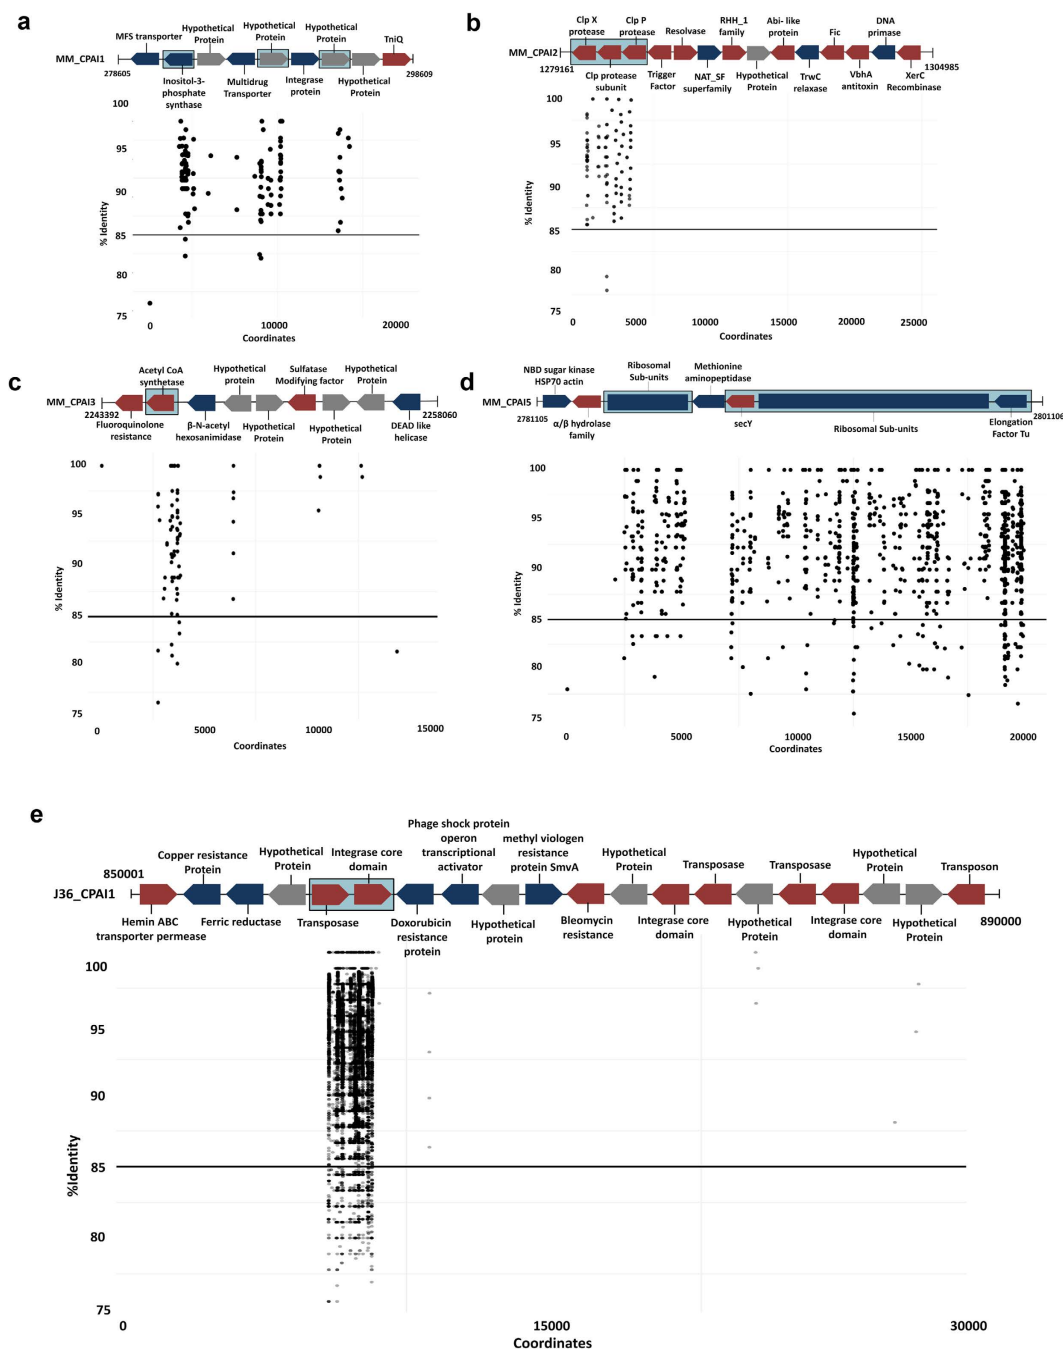 a
MFS transporter
Hypothetical
Protein
Hypothetical
Protein
Hypothetical
Protein
TniQ
MM_CPAI1
278605
298609
Inositol-3-
phosphate
synthase
Multidrug
Transporter
Integrase
protein
Hypothetical
Protein
100
95
90
85
80
75
% Identity
0
10000
20000
Coordinates
b
Clp X
protease
Clp P
protease
Resolvase
RHH_1
family
Abi- like
protein
Fic
DNA
primase
MM_CPAI2
1279161
1304985
Clp protease
subunit
Trigger
Factor
NAT_SF
superfamily
Hypothetical
Protein
TrwC
relaxase
VbhA
antitoxin
XerC
Recombinase
100
95
90
85
80
75
% Identity
0
5000
10000
15000
20000
25000
Coordinates
c
Acetyl CoA
synthetase
Hypothetical
protein
Sulfatase
Modifying factor
Hypothetical
Protein
MM_CPAI3
2243392
2258060
Fluoroquinolone
resistance
β-N-acetyl
hexosanimidase
Hypothetical
Protein
Hypothetical
Protein
DEAD like
helicase
100
95
90
85
80
75
% Identity
0
5000
10000
15000
Coordinates
d
NBD sugar kinase
HSP70 actin
Ribosomal
Sub-units
Methionine
aminopeptidase
MM_CPAI5
2781105
2801106
α/β hydrolase
family
secY
Ribosomal Sub-units
Elongation
Factor Tu
100
95
90
85
80
75
% Identity
0
5000
10000
15000
20000
Coordinates
e
Copper resistance
Protein
Hypothetical
Protein
Integrase core
domain
Phage shock protein
operon
transcriptional
activator
methyl viologen
resistance
protein SmvA
Hypothetical
Protein
Transposase
Transposase
Hypothetical
Protein
Transposon
850001
J36_CPAI1
890000
Hemin ABC
transporter permease
Ferric reductase
Transposase
Doxorubicin
resistance
protein
Hypothetical
protein
Bleomycin
resistance
Integrase core
domain
Hypothetical
Protein
Integrase core
domain
Hypothetical
Protein
100
95
90
85
80
75
%Identity
0
15000
30000
Coordinates